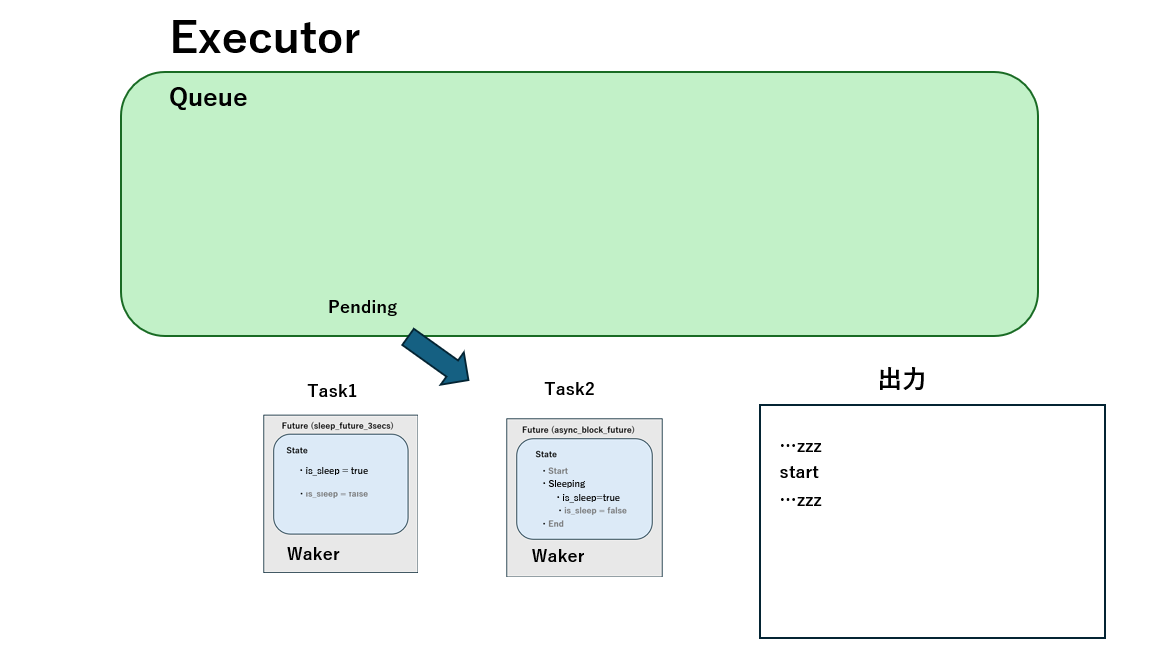 Executor
Queue
Pending
Task1
Future (sleep_future_3secs)
State
・is_sleep = true
・is_sleep = false
Waker
Task2
Future (async_block_future)
State
・Start
・Sleeping
・is_sleep=true
・is_sleep = false
・End
Waker
出力
…zzz
start
…zzz